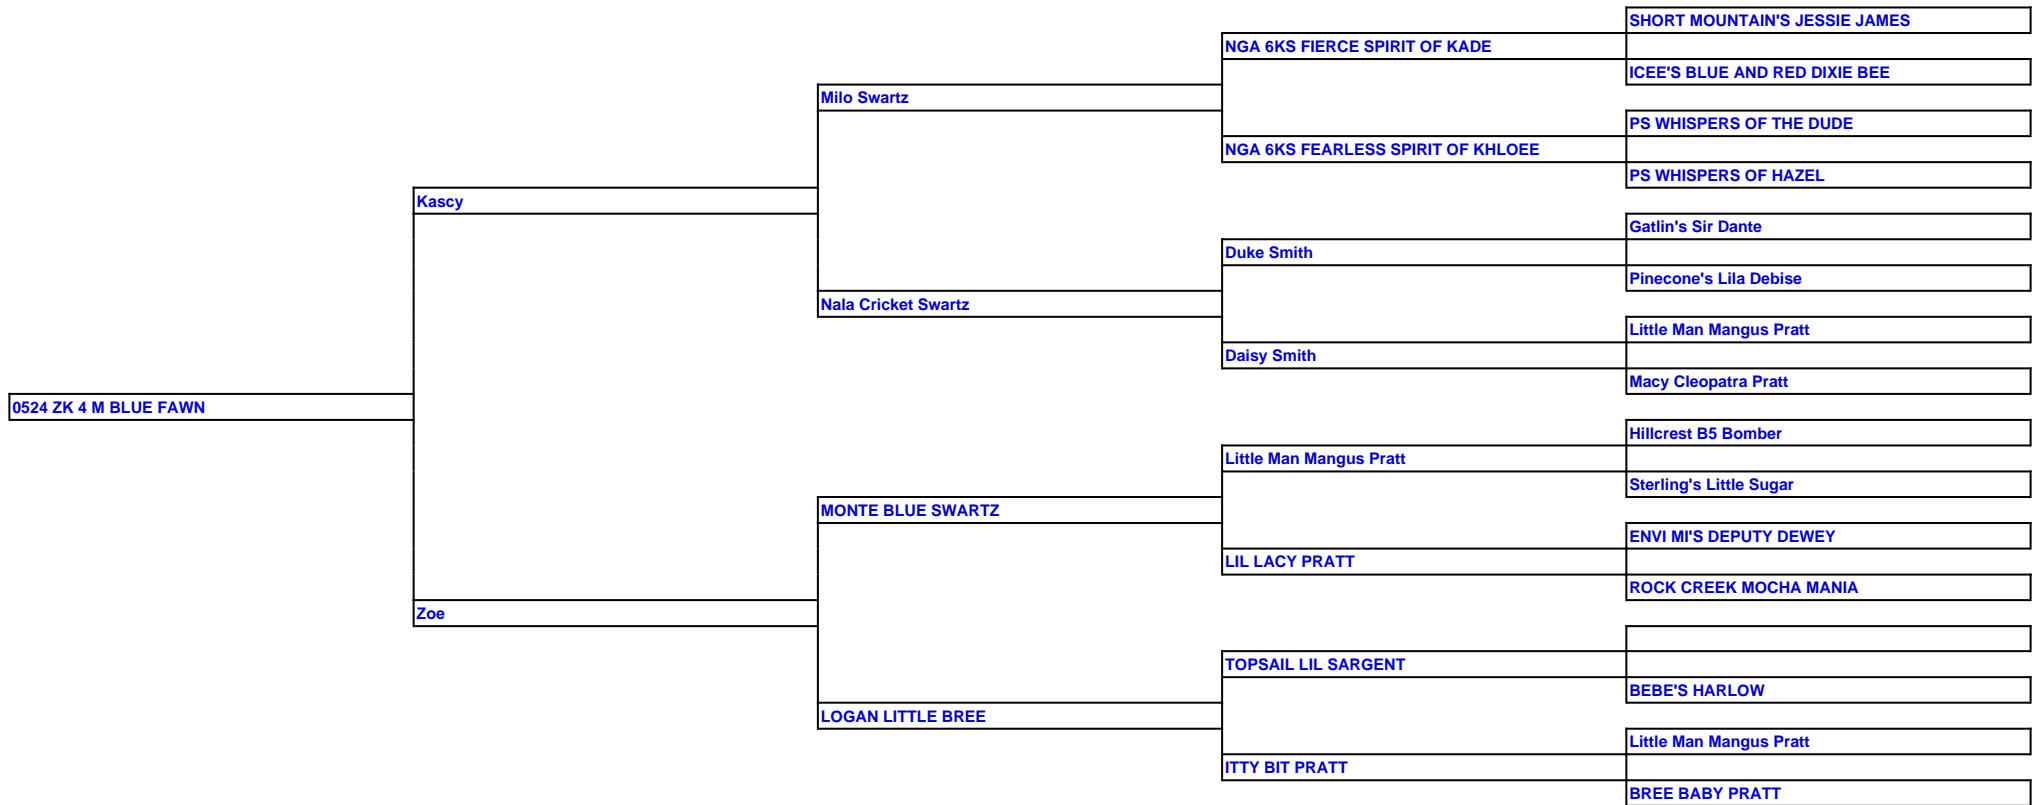 SHORT MOUNTAIN'S JESSIE JAMES
NGA 6KS FIERCE SPIRIT OF KADE
ICEE'S BLUE AND RED DIXIE BEE
Milo Swartz
PS WHISPERS OF THE DUDE
NGA 6KS FEARLESS SPIRIT OF KHLOEE
PS WHISPERS OF HAZEL
Kascy
Gatlin's Sir Dante
Duke Smith
Pinecone's Lila Debise
Nala Cricket Swartz
Little Man Mangus Pratt
Daisy Smith
Macy Cleopatra Pratt
0524 ZK 4 M BLUE FAWN
Hillcrest B5 Bomber
Little Man Mangus Pratt
Sterling's Little Sugar
MONTE BLUE SWARTZ
ENVI MI'S DEPUTY DEWEY
LIL LACY PRATT
ROCK CREEK MOCHA MANIA
Zoe
TOPSAIL LIL SARGENT
BEBE'S HARLOW
LOGAN LITTLE BREE
Little Man Mangus Pratt
ITTY BIT PRATT
BREE BABY PRATT